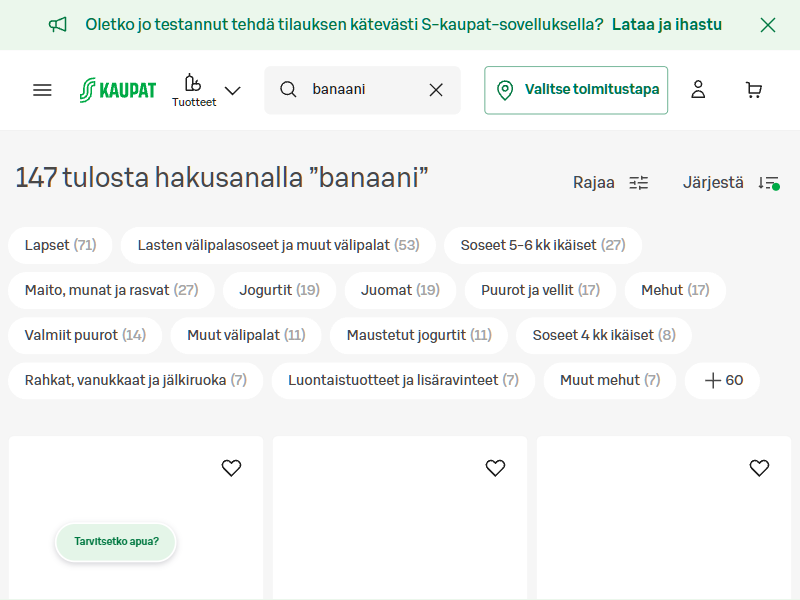 Oletko jo testannut tehdä tilauksen kätevästi S-kaupat-sovelluksella? Lataa ja ihastu
KAUPAT
Tuotteet
banaani
Valitse toimitustapa
147 tulosta hakusanalla ”banaani”
Rajaa
Järjestä
Lapset (71)
Lasten välipalasoseet ja muut välipalat (53)
Soseet 5-6 kk ikäiset (27)
Maito, munat ja rasvat (27)
Jogurtit (19)
Juomat (19)
Puurot ja vellit (17)
Mehut (17)
Valmiit puurot (14)
Muut välipalat (11)
Maustetut jogurtit (11)
Soseet 4 kk ikäiset (8)
Rahkat, vanukkaat ja jälkiruoka (7)
Luontaistuotteet ja lisäravinteet (7)
Muut mehut (7)
60
Tarvitsetko apua?